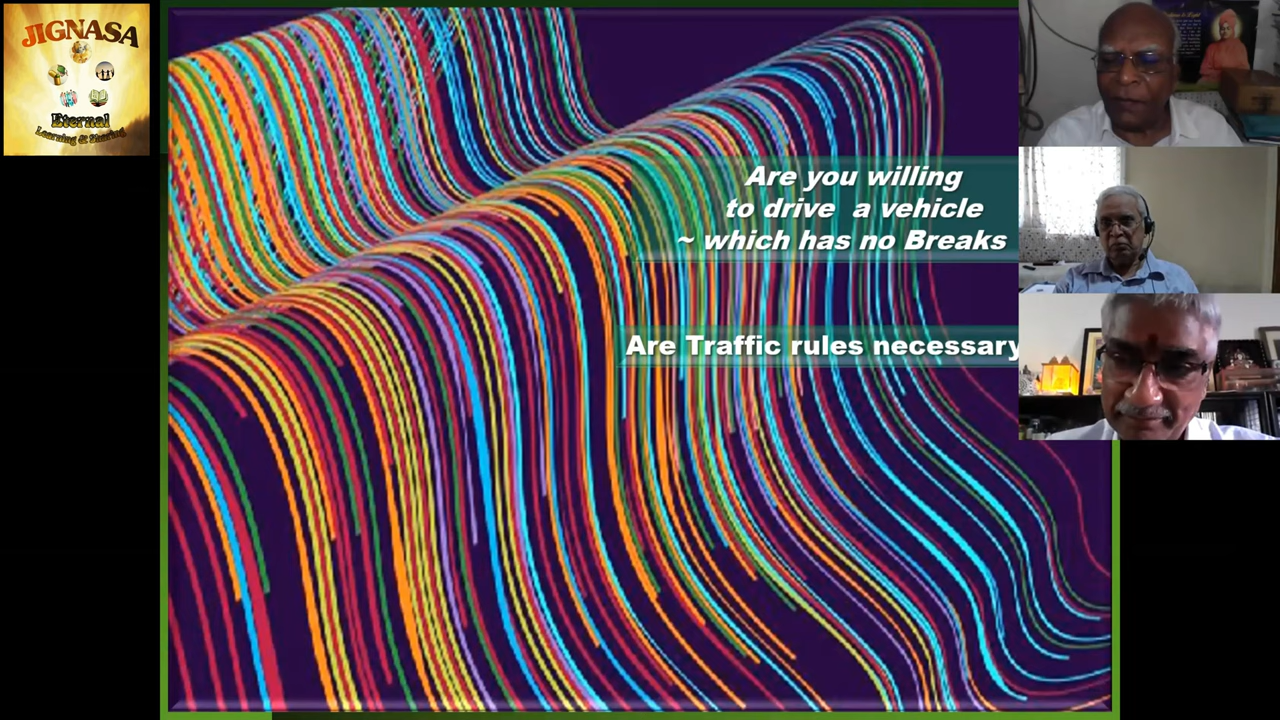 JIGNASA
Eternal
Learning & Sharing
Are you willing
to drive a vehicle
~ which has no Breaks
Are Traffic rules necessary